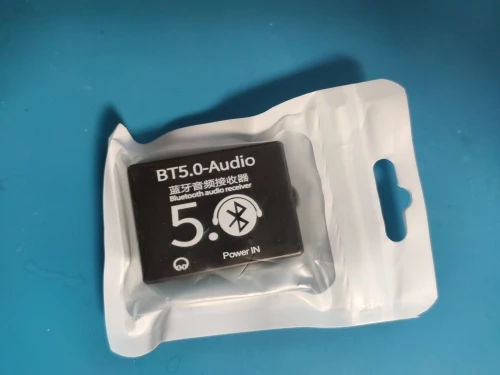 BT5.0-Audio
蓝牙音频接收器
Bluetooth audio receiver
5.0
Power IN